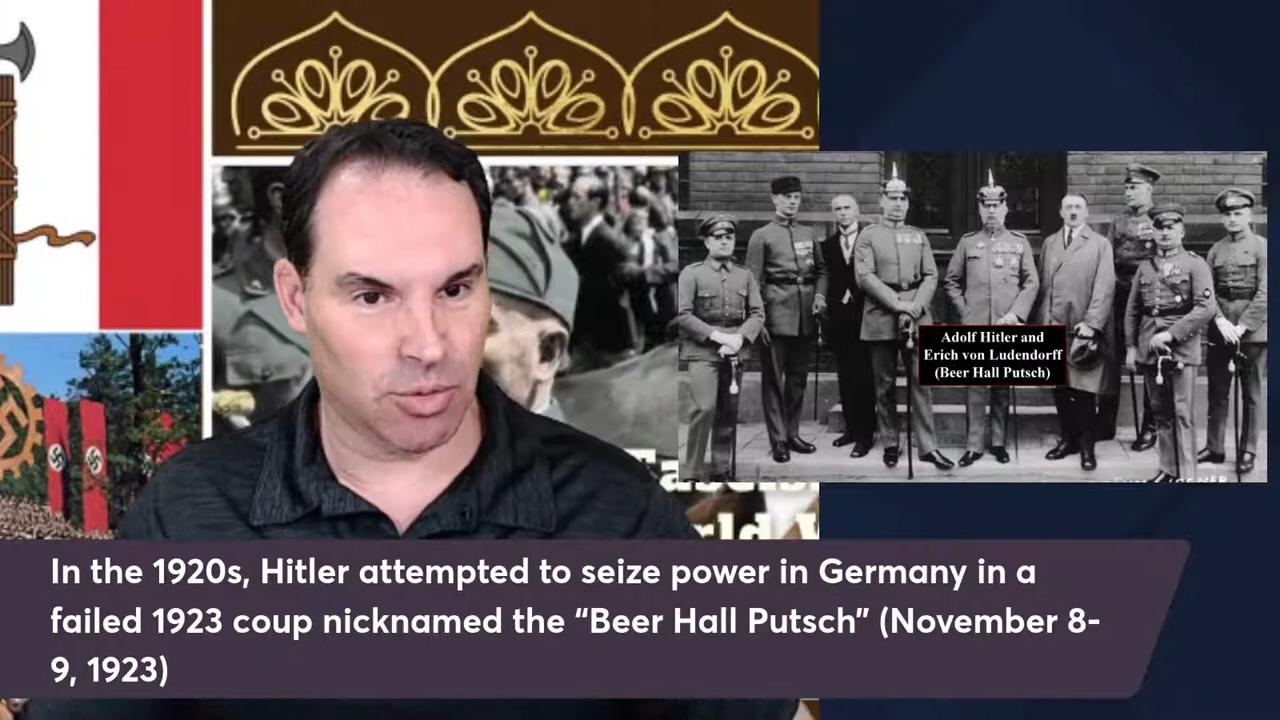 Adolf Hitler and
Erich von Ludendorff
(Beer Hall Putsch)
In the 1920s, Hitler attempted to seize power in Germany in a
failed 1923 coup nicknamed the “Beer Hall Putsch” (November 8-
9, 1923)